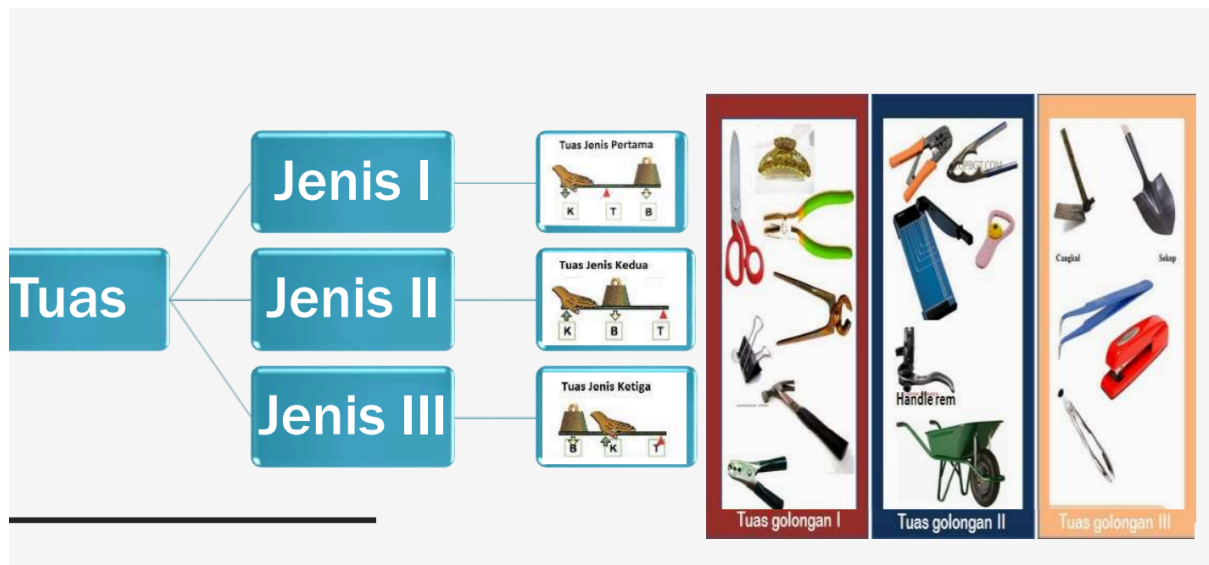 Tuas
Jenis I
Jenis II
Jenis III
Tuas Jenis Pertama
K T B
Tuas Jenis Kedua
K B T
Tuas Jenis Ketiga
B K T
Tuas golongan I
Handle rem
Tuas golongan II
Cangkul Sekop
Tuas golongan III